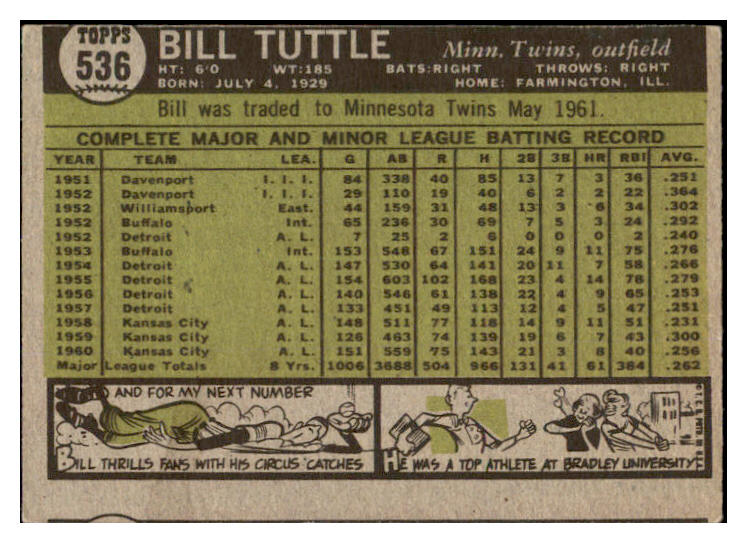 TOPPS
536
BILL TUTTLE
Minn. Twins, outfield
HT: 6'0 WT:185 BATS:RIGHT THROWS: RIGHT
BORN: JULY 4, 1929 HOME: FARMINGTON, ILL.
Bill was traded to Minnesota Twins May 1961.
COMPLETE MAJOR AND MINOR LEAGUE BATTING RECORD
YEAR TEAM LEA. G AB R H 2B 3B HR RBI AVG.
1951 Davenport I. I. I. 84 338 40 85 13 7 3 36 .251
1952 Davenport I. I. I. 29 110 19 40 6 2 2 22 .364
1952 Williamsport East. 44 159 31 48 13 3 6 34 .302
1952 Buffalo Int. 65 236 30 69 7 5 3 24 .292
1952 Detroit A. L. 7 25 2 6 0 0 0 2 .240
1953 Buffalo Int. 153 548 67 151 24 9 11 75 .276
1954 Detroit A. L. 147 530 64 141 20 11 7 58 .266
1955 Detroit A. L. 154 603 102 168 23 4 14 78 .279
1956 Detroit A. L. 140 546 61 138 22 4 9 65 .253
1957 Detroit A. L. 133 451 49 113 12 4 5 47 .251
1958 Kansas City A. L. 148 511 77 118 14 9 11 51 .231
1959 Kansas City A. L. 126 463 74 139 19 6 7 43 .300
1960 Kansas City A. L. 151 559 75 143 21 3 8 40 .256
Major League Totals 8 Yrs. 1006 3688 504 966 131 41 61 384 .262
AND FOR MY NEXT NUMBER
BILL THRILLS FANS WITH HIS CIRCUS CATCHES
HE WAS A TOP ATHLETE AT BRADLEY UNIVERSITY